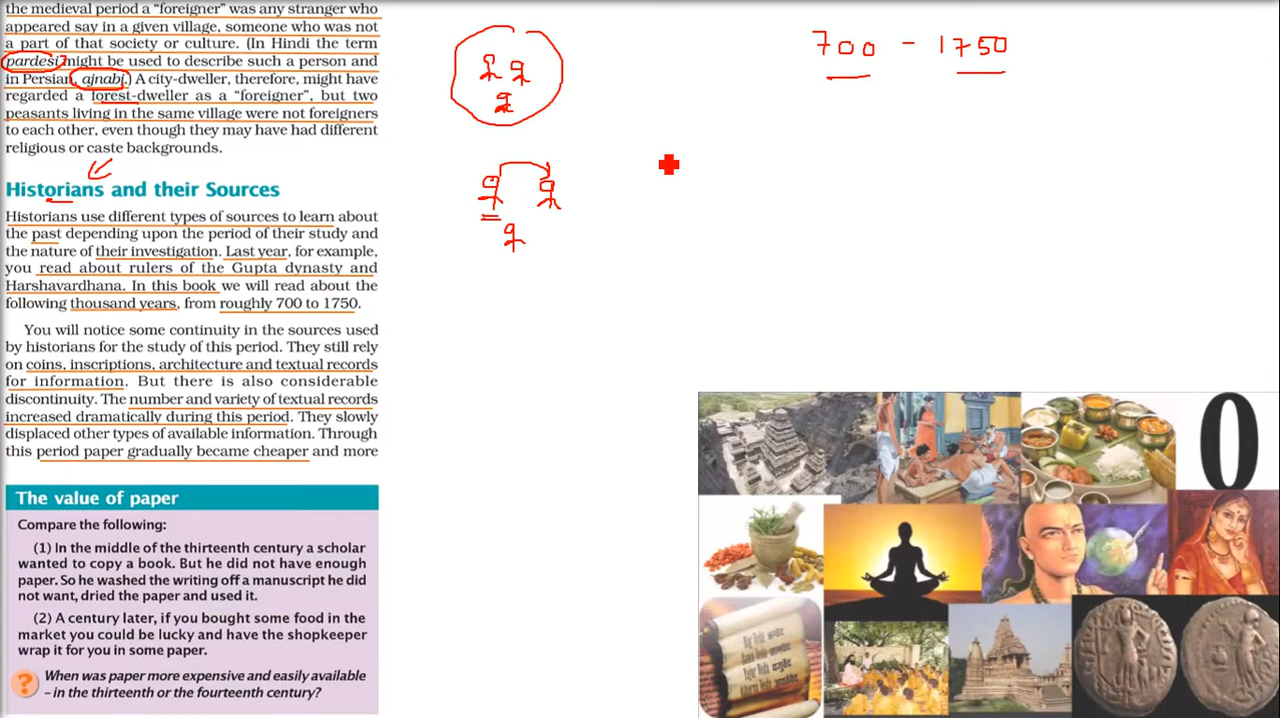 the medieval period a “foreigner” was any stranger who
appeared say in a given village, someone who was not
a part of that society or culture. (In Hindi the term
pardesi might be used to describe such a person and
in Persian, ajnabi.) A city-dweller, therefore, might have
regarded a forest-dweller as a “foreigner”, but two
peasants living in the same village were not foreigners
to each other, even though they may have had different
religious or caste backgrounds.
Historians and their Sources
Historians use different types of sources to learn about
the past depending upon the period of their study and
the nature of their investigation. Last year, for example,
you read about rulers of the Gupta dynasty and
Harshavardhana. In this book we will read about the
following thousand years, from roughly 700 to 1750.
You will notice some continuity in the sources used
by historians for the study of this period. They still rely
on coins, inscriptions, architecture and textual records
for information. But there is also considerable
discontinuity. The number and variety of textual records
increased dramatically during this period. They slowly
displaced other types of available information. Through
this period paper gradually became cheaper and more
The value of paper
Compare the following:
(1) In the middle of the thirteenth century a scholar
wanted to copy a book. But he did not have enough
paper. So he washed the writing off a manuscript he did
not want, dried the paper and used it.
(2) A century later, if you bought some food in the
market you could be lucky and have the shopkeeper
wrap it for you in some paper.
? When was paper more expensive and easily available
– in the thirteenth or the fourteenth century?
700 - 1750
0